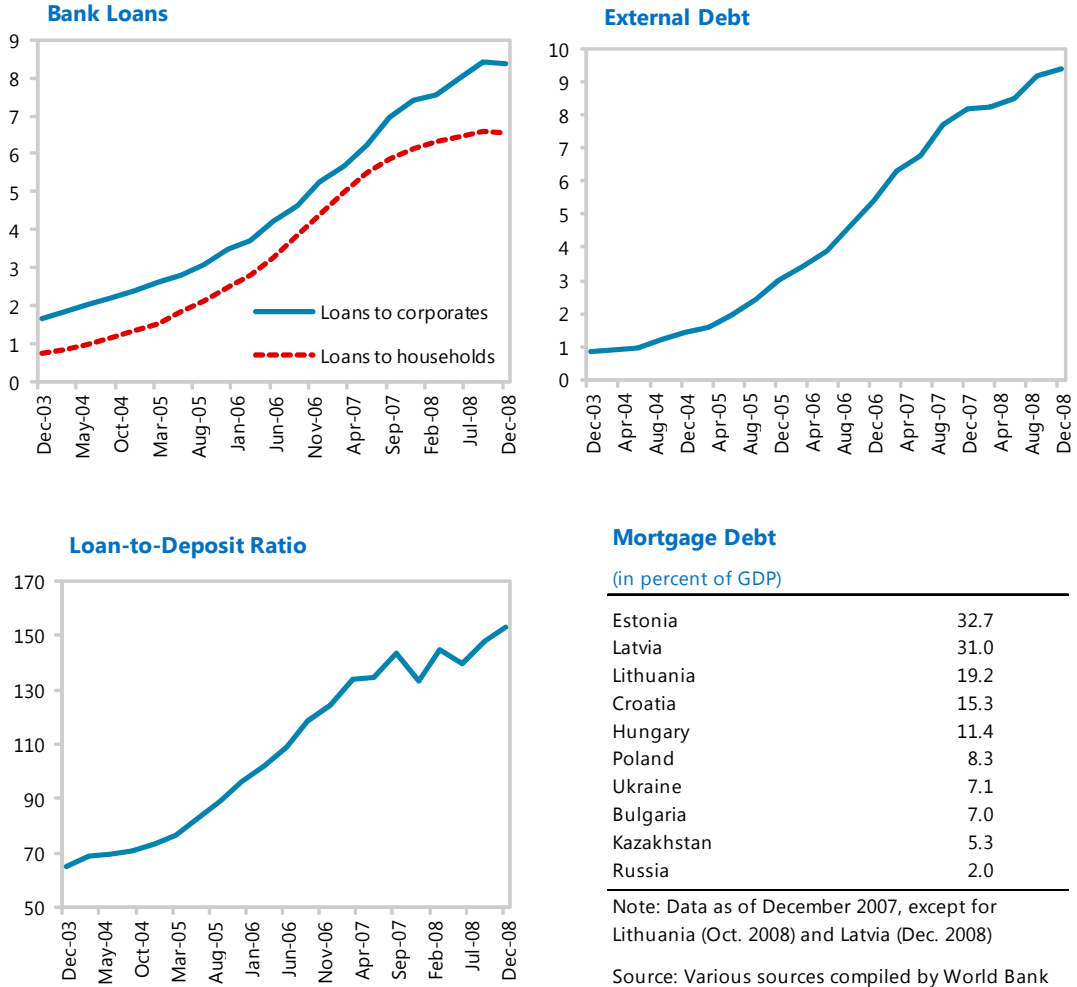 Bank Loans
9
8
7
6
5
4
3
2
1
0
Loans to corporates
Loans to households
Dec-03
May-04
Oct-04
Mar-05
Aug-05
Jan-06
Jun-06
Nov-06
Apr-07
Sep-07
Feb-08
Jul-08
Dec-08
External Debt
10
9
8
7
6
5
4
3
2
1
0
Dec-03
Apr-04
Aug-04
Dec-04
Apr-05
Aug-05
Dec-05
Apr-06
Aug-06
Dec-06
Apr-07
Aug-07
Dec-07
Apr-08
Aug-08
Dec-08
Loan-to-Deposit Ratio
170
150
130
110
90
70
50
Dec-03
May-04
Oct-04
Mar-05
Aug-05
Jan-06
Jun-06
Nov-06
Apr-07
Sep-07
Feb-08
Jul-08
Dec-08
Mortgage Debt
(in percent of GDP)
Estonia 32.7
Latvia 31.0
Lithuania 19.2
Croatia 15.3
Hungary 11.4
Poland 8.3
Ukraine 7.1
Bulgaria 7.0
Kazakhstan 5.3
Russia 2.0
Note: Data as of December 2007, except for
Lithuania (Oct. 2008) and Latvia (Dec. 2008)
Source: Various sources compiled by World Bank